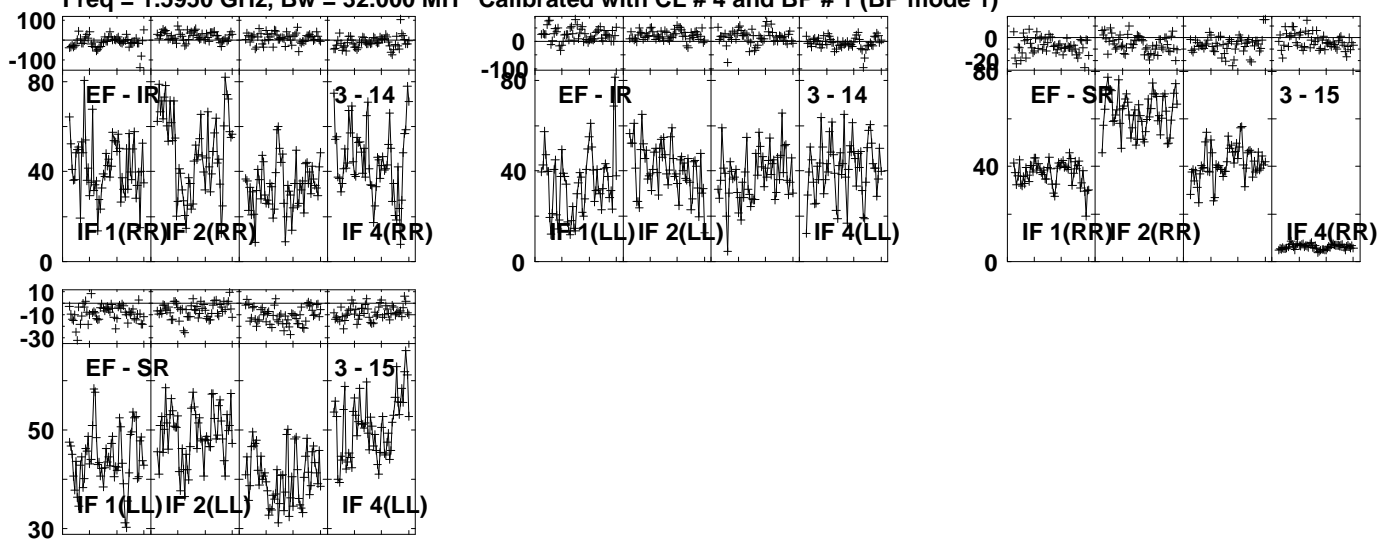 Freq = 1.5950 GHz, Bw = 32.000 MH Calibrated with CL # 4 and BP # 1 (BP mode 1)
100
0
-100
80
40
0
EF - IR
3 - 14
IF 1(RR)
IF 2(RR)
IF 4(RR)
0
-100
80
40
0
EF - IR
3 - 14
IF 1(LL)
IF 2(LL)
IF 4(LL)
0
-20
80
40
0
EF - SR
3 - 15
IF 1(RR)
IF 2(RR)
IF 4(RR)
10
-10
-30
50
30
EF - SR
3 - 15
IF 1(LL)
IF 2(LL)
IF 4(LL)